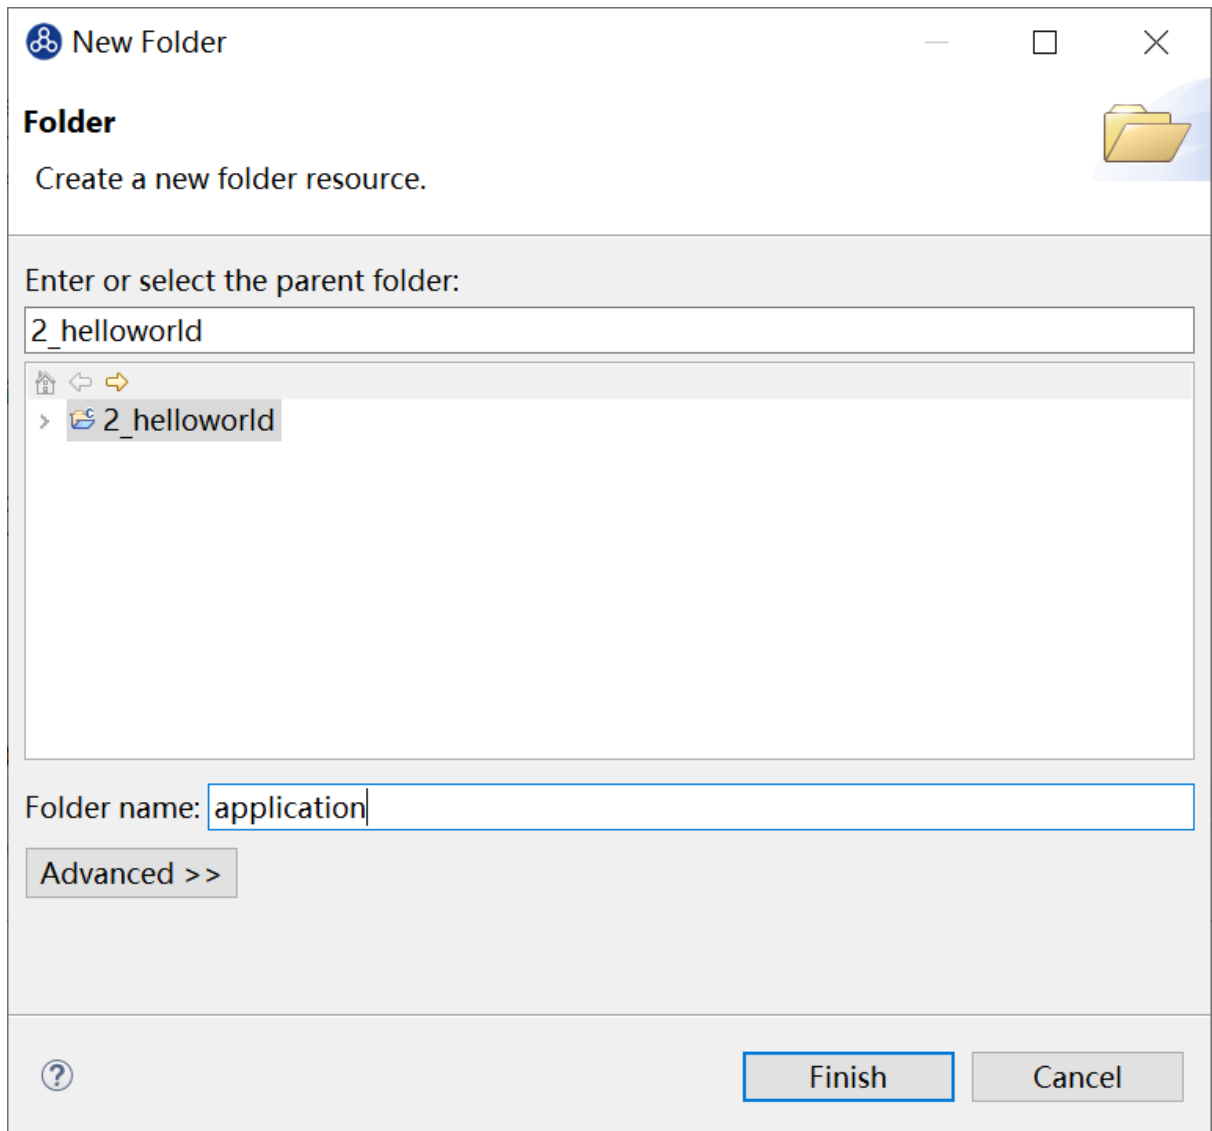 New Folder
Folder
Create a new folder resource.
Enter or select the parent folder:
2_helloworld
2_helloworld
Folder name: application
Advanced >>
Finish Cancel